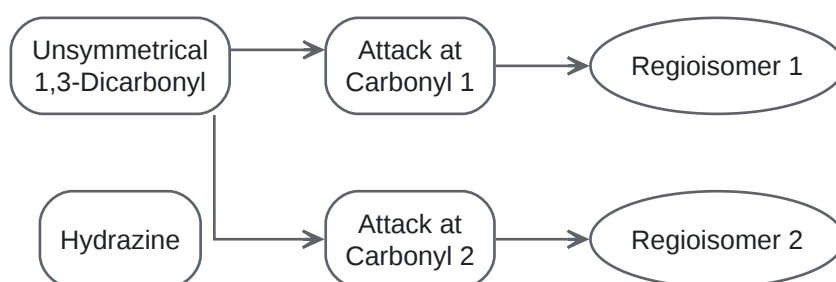 Unsymmetrical
1,3-Dicarbonyl
Attack at
Carbonyl 1
Regioisomer 1
Hydrazine
Attack at
Carbonyl 2
Regioisomer 2